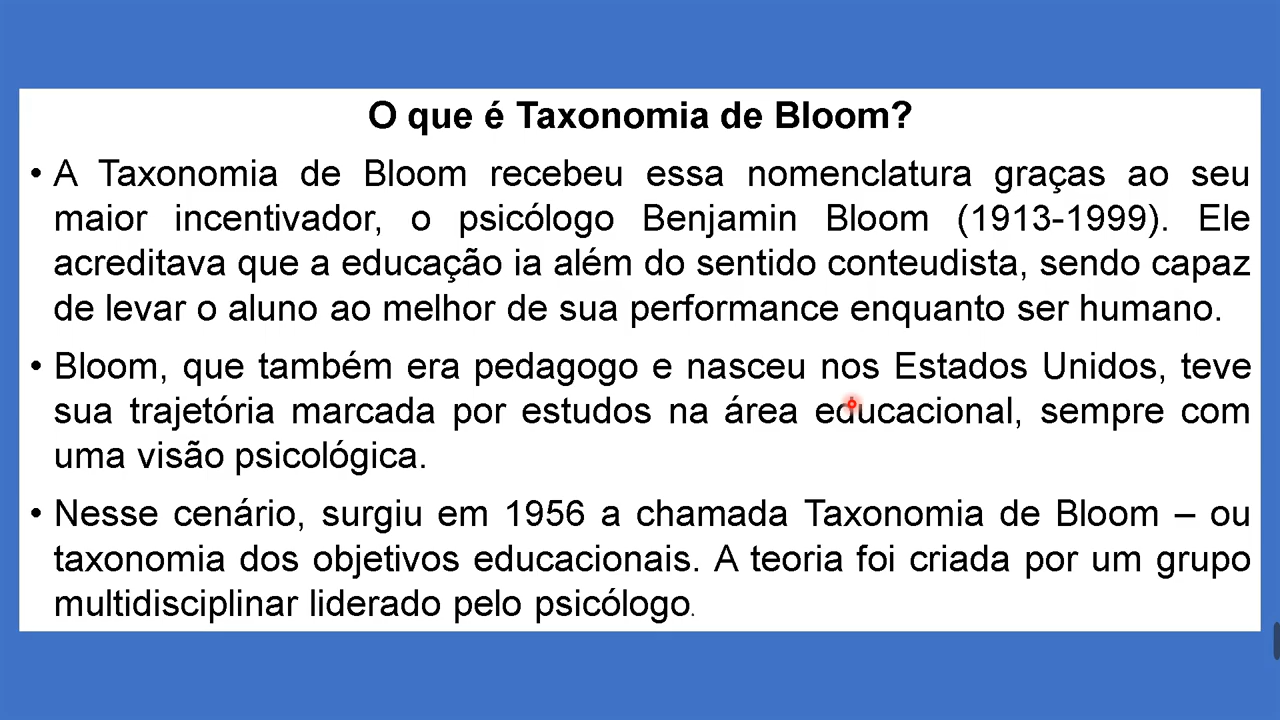 O que é Taxonomia de Bloom?
• A Taxonomia de Bloom recebeu essa nomenclatura graças ao seu
maior incentivador, o psicólogo Benjamin Bloom (1913-1999). Ele
acreditava que a educação ia além do sentido conteudista, sendo capaz
de levar o aluno ao melhor de sua performance enquanto ser humano.
• Bloom, que também era pedagogo e nasceu nos Estados Unidos, teve
sua trajetória marcada por estudos na área educacional, sempre com
uma visão psicológica.
• Nesse cenário, surgiu em 1956 a chamada Taxonomia de Bloom – ou
taxonomia dos objetivos educacionais. A teoria foi criada por um grupo
multidisciplinar liderado pelo psicólogo.